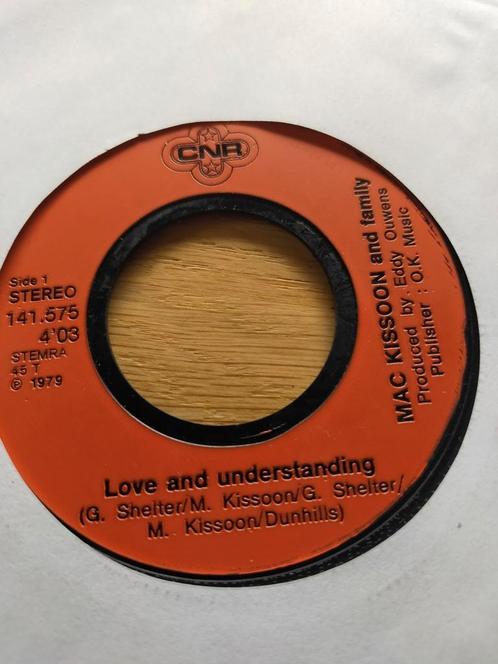 CNR
Side 1
STEREO
141.575
4'03
STEMRA
45 T
℗ 1979
MAC KISSOON and family
Produced by. Eddy Ouwens
Publisher : O.K. Music
Love and understanding
(G. Shelter/M. Kissoon/G. Shelter/
M. Kissoon/Dunhills)